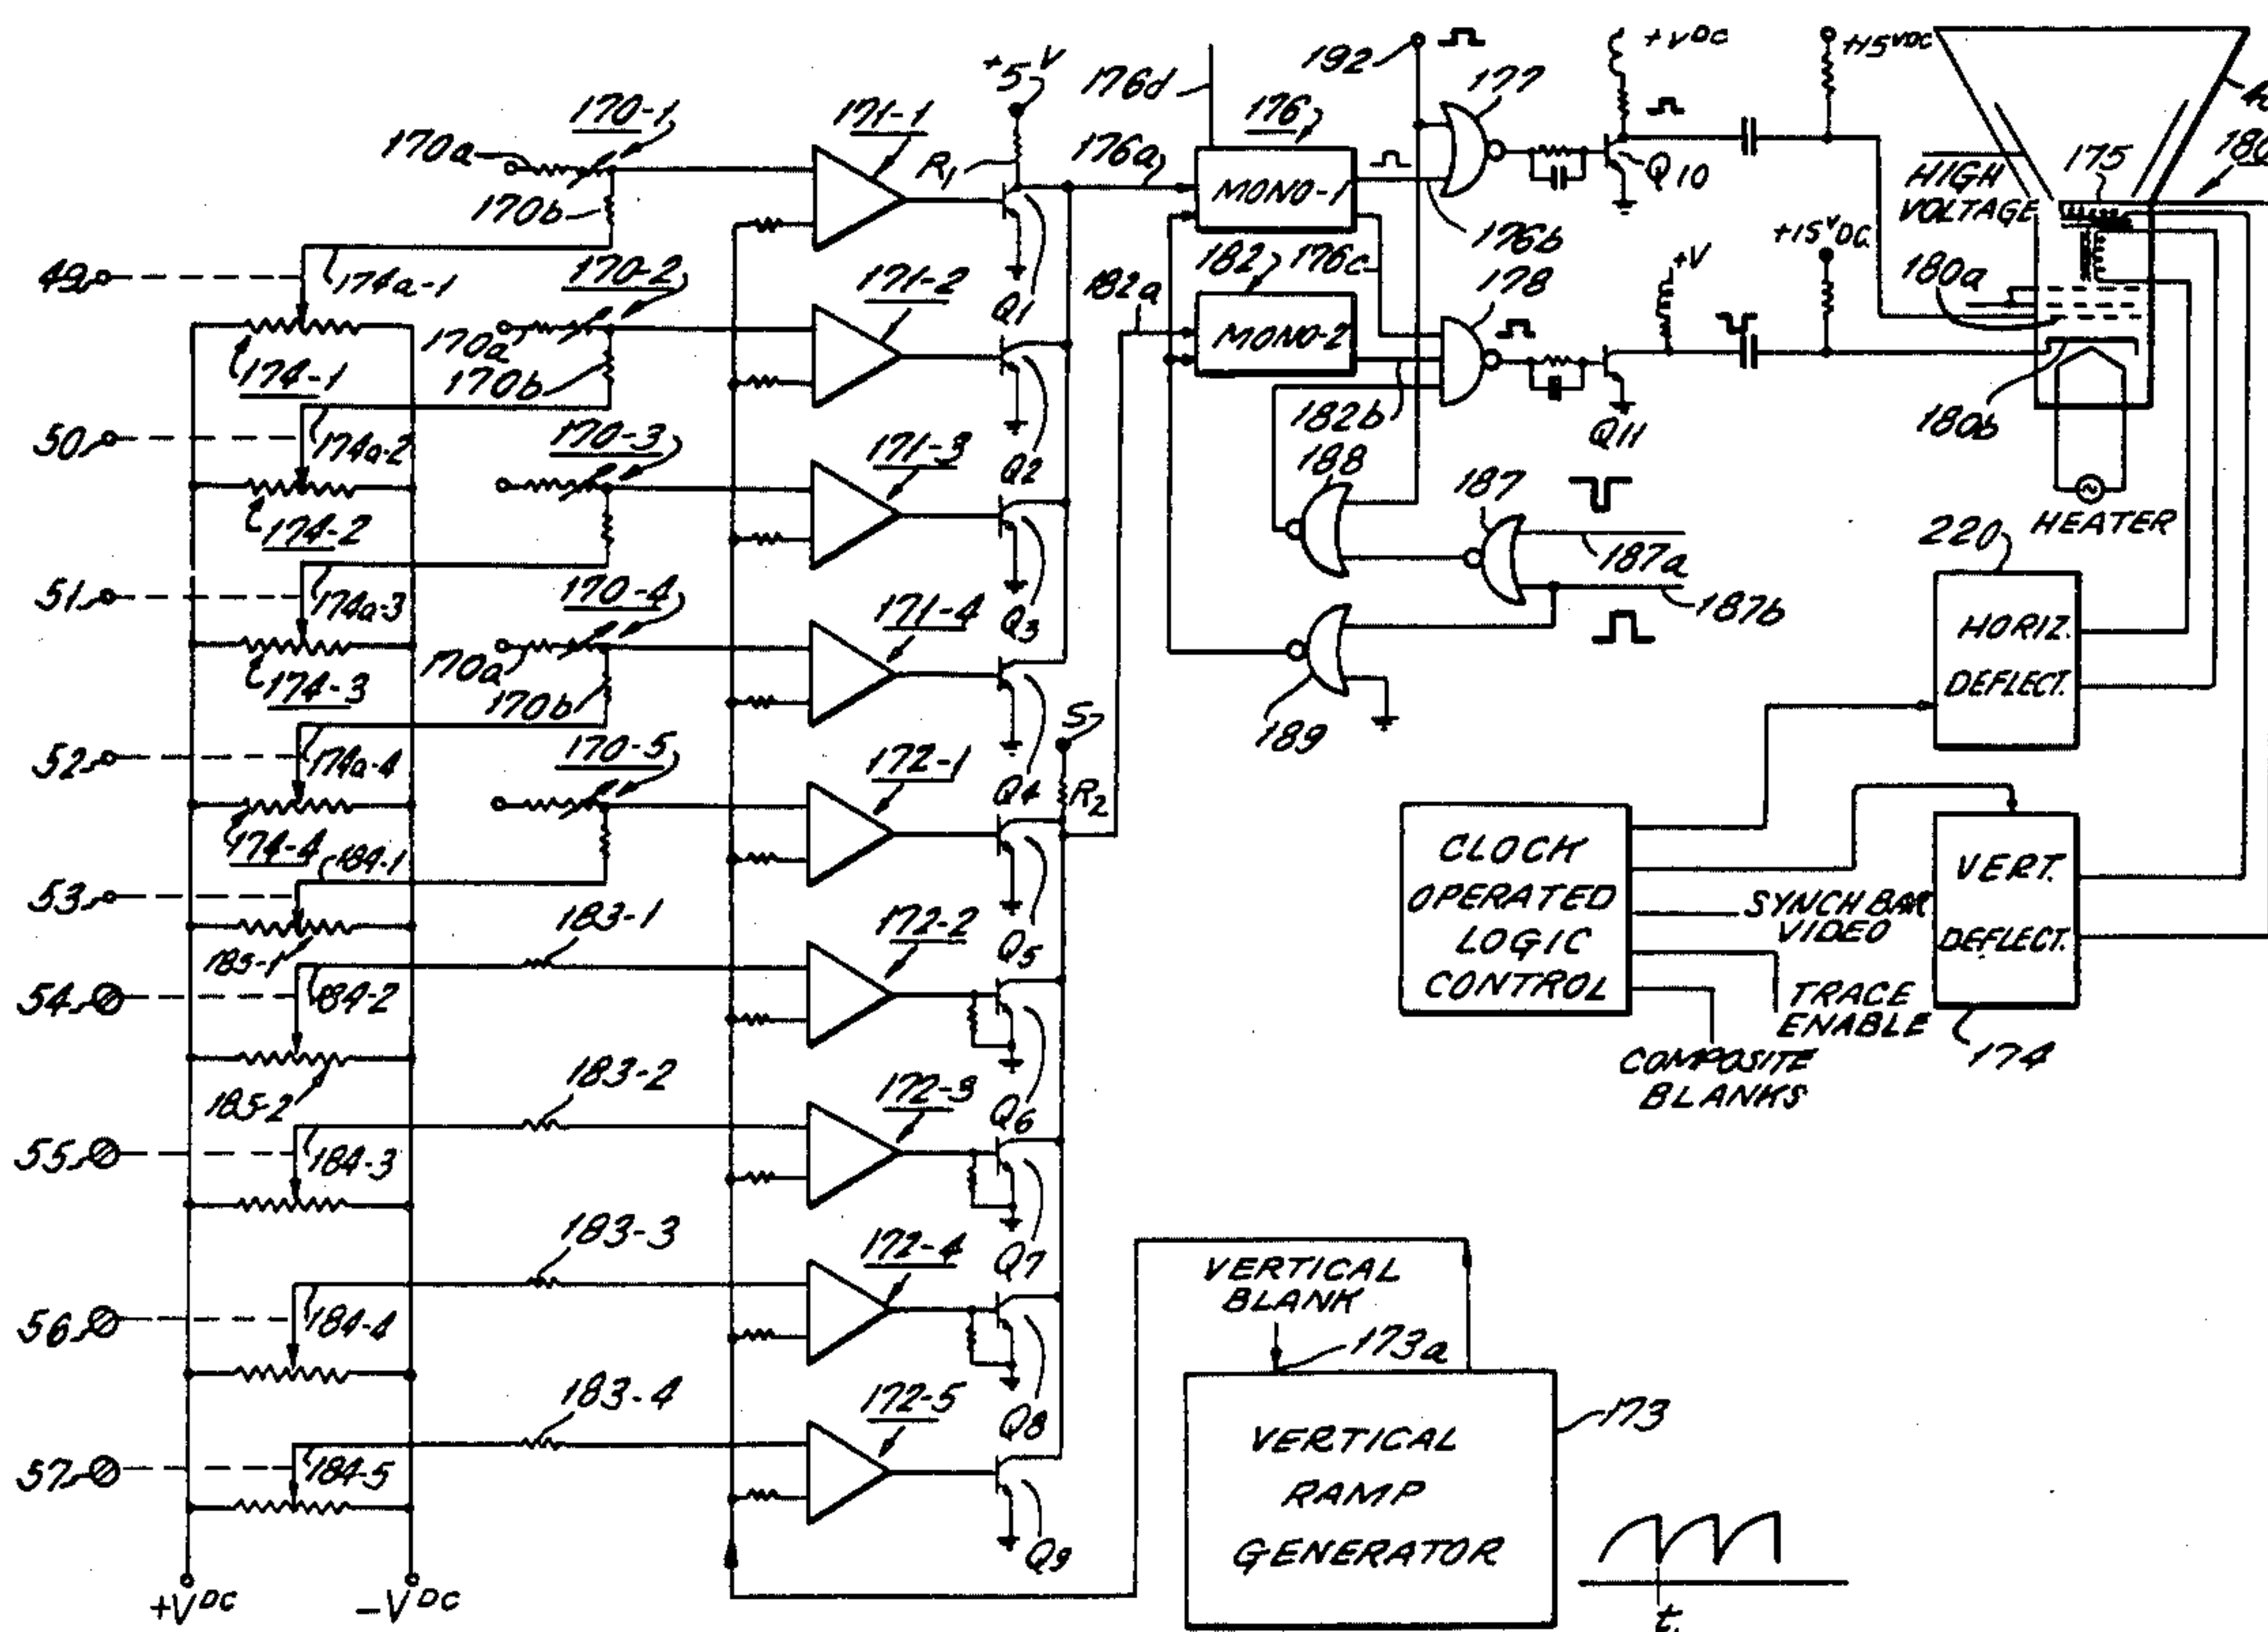 +5V
176d
192
+VDC
+15VDC
170-1
170a
171-1
R1
176a
176
177
170b
MONO-1
Q10
HIGH
VOLTAGE
175
180
49
174a-1
170-2
171-2
Q1
182a
182
176c
176b
178
+V
+15VDC
180a
170a
170b
MONO-2
174-1
50
174a-2
170-3
171-3
Q2
182b
188
187
Q11
180b
174-2
187a
HEATER
220
51
174a-3
170-4
171-4
Q3
187b
HORIZ.
DEFLECT.
170a
170b
174-3
189
52
174a-4
170-5
172-1
Q4
R2
174-4
184-1
53
CLOCK
OPERATED
LOGIC
CONTROL
SYNCH BAR
VIDEO
TRACE
ENABLE
COMPOSITE
BLANKS
VERT.
DEFLECT.
174
185-1
183-1
172-2
Q5
54
184-2
185-2
183-2
172-3
Q6
55
184-3
183-3
172-4
Q7
VERTICAL
BLANK
173a
56
184-4
183-4
172-5
Q8
173
VERTICAL
RAMP
GENERATOR
57
184-5
Q9
+VDC
-VDC